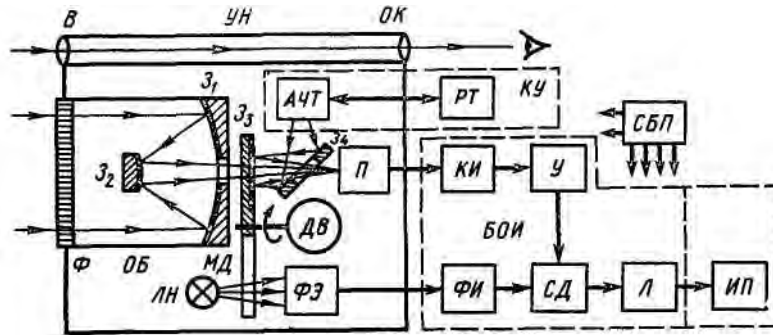 В УН ОК
З₁ З₃ АЧТ РТ КУ
З₄ СБП
З₂ П КИ У
ДВ БОИ
Ф ОБ МД
ЛН ФЭ ФИ СД Л ИП